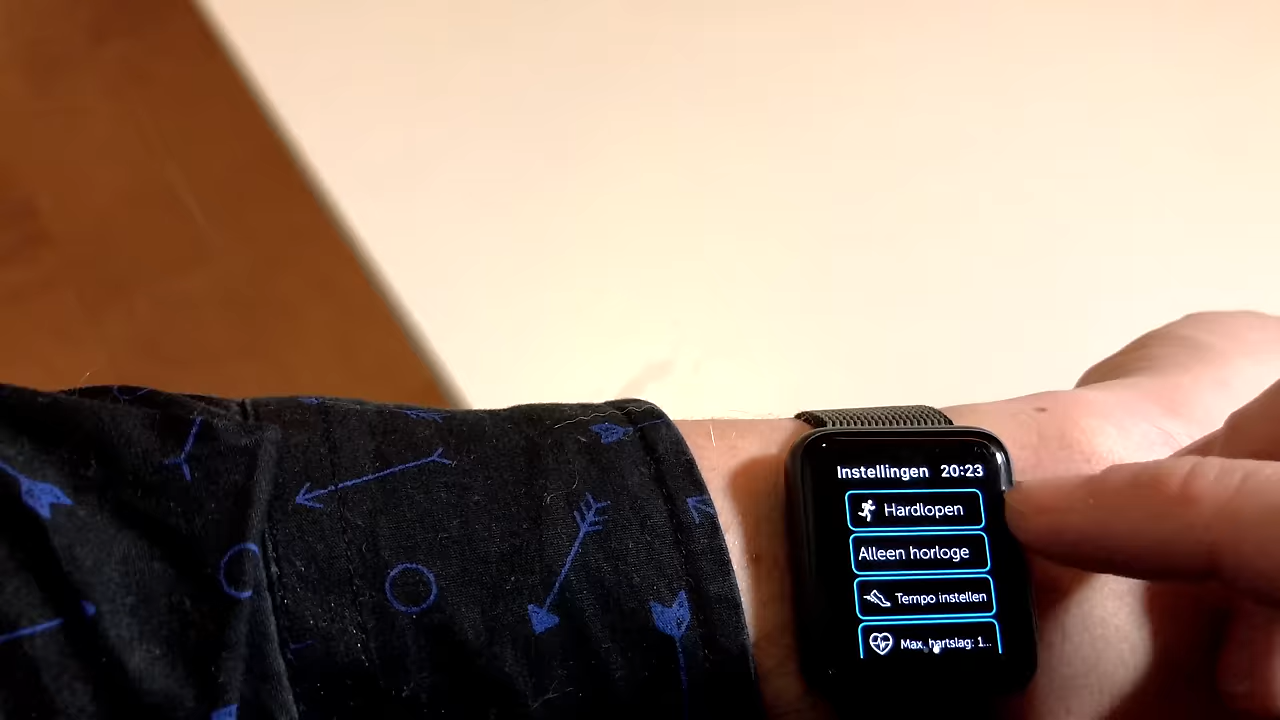 Instellingen 20:23
Hardlopen
Alleen horloge
Tempo instellen
Max. hartslag: 1...